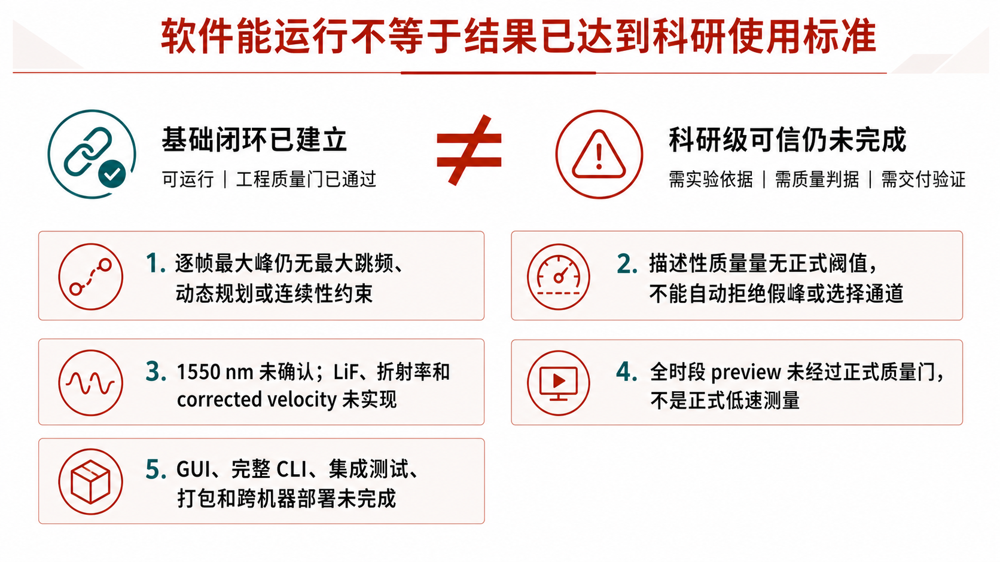 软件能运行不等于结果已达到科研使用标准
基础闭环已建立
可运行 | 工程质量门已通过
≠
科研级可信仍未完成
需实验依据 | 需质量判据 | 需交付验证
1. 逐帧最大峰仍无最大跳频、
动态规划或连续性约束
2. 描述性质量量无正式阈值，
不能自动拒绝假峰或选择通道
3. 1550 nm 未确认；LiF、折射率和
corrected velocity 未实现
4. 全时段 preview 未经过正式质量门，
不是正式低速测量
5. GUI、完整 CLI、集成测试、
打包和跨机器部署未完成